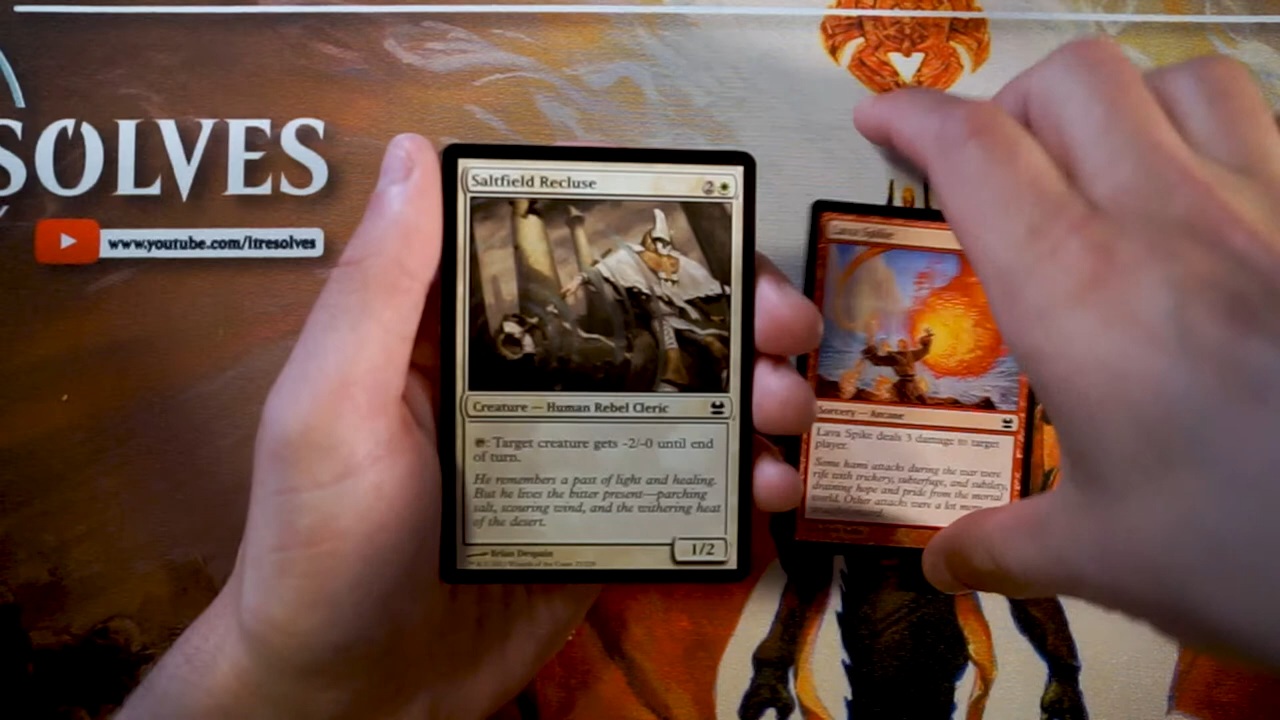 SOLVES
www.youtube.com/ltresolves
Saltfield Recluse
2
Creature — Human Rebel Cleric
: Target creature gets -2/-0 until end
of turn.
He remembers a past of light and healing.
But he lives the bitter present—parching
salt, scouring wind, and the withering heat
of the desert.
Brian Despain
1/2
Lava Spike
Sorcery — Arcane
Lava Spike deals 3 damage to target
player.
Some kami attacks during the war were
rife with trickery, subterfuge, and subtlety,
draining hope and pride from the mortal
world. Other attacks were a lot more